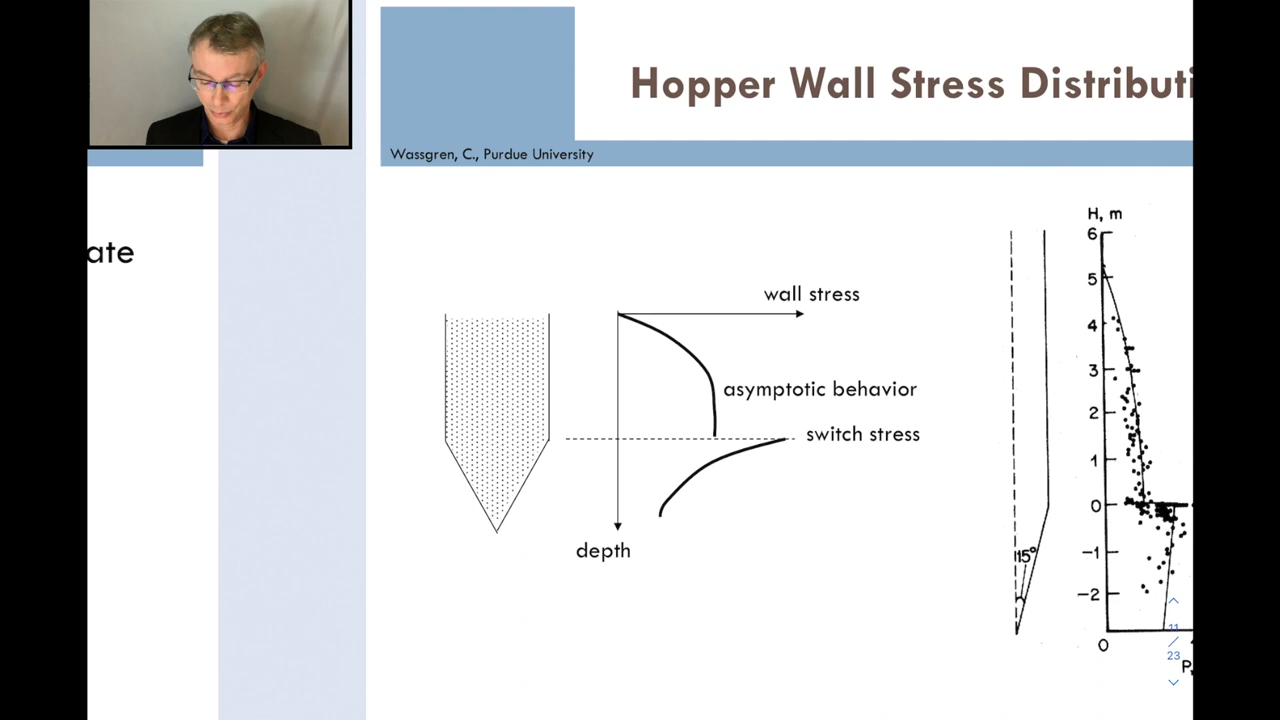 Hopper Wall Stress Distributi
Wassgren, C., Purdue University
ate
wall stress
asymptotic behavior
switch stress
depth
H, m
6
5
4
3
2
1
0
-1
-2
0
15°
P,
11
/
23